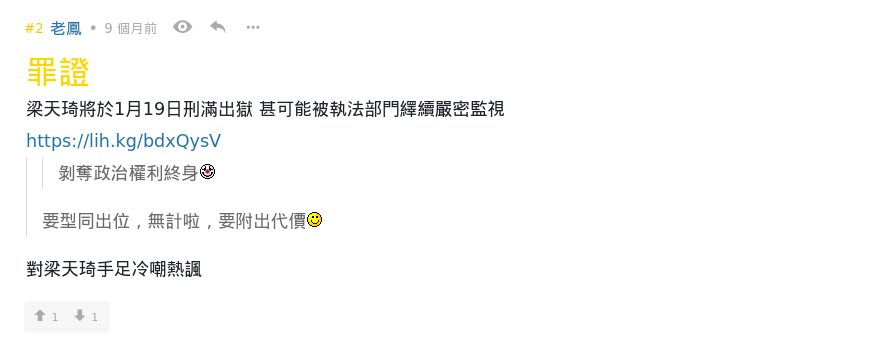 #2 老鳳 • 9 個月前
罪證
梁天琦將於1月19日刑滿出獄 甚可能被執法部門繹續嚴密監視
https://lih.kg/bdxQysV
剝奪政治權利終身
要型同出位，無計啦，要附出代價
對梁天琦手足冷嘲熱諷
1 1